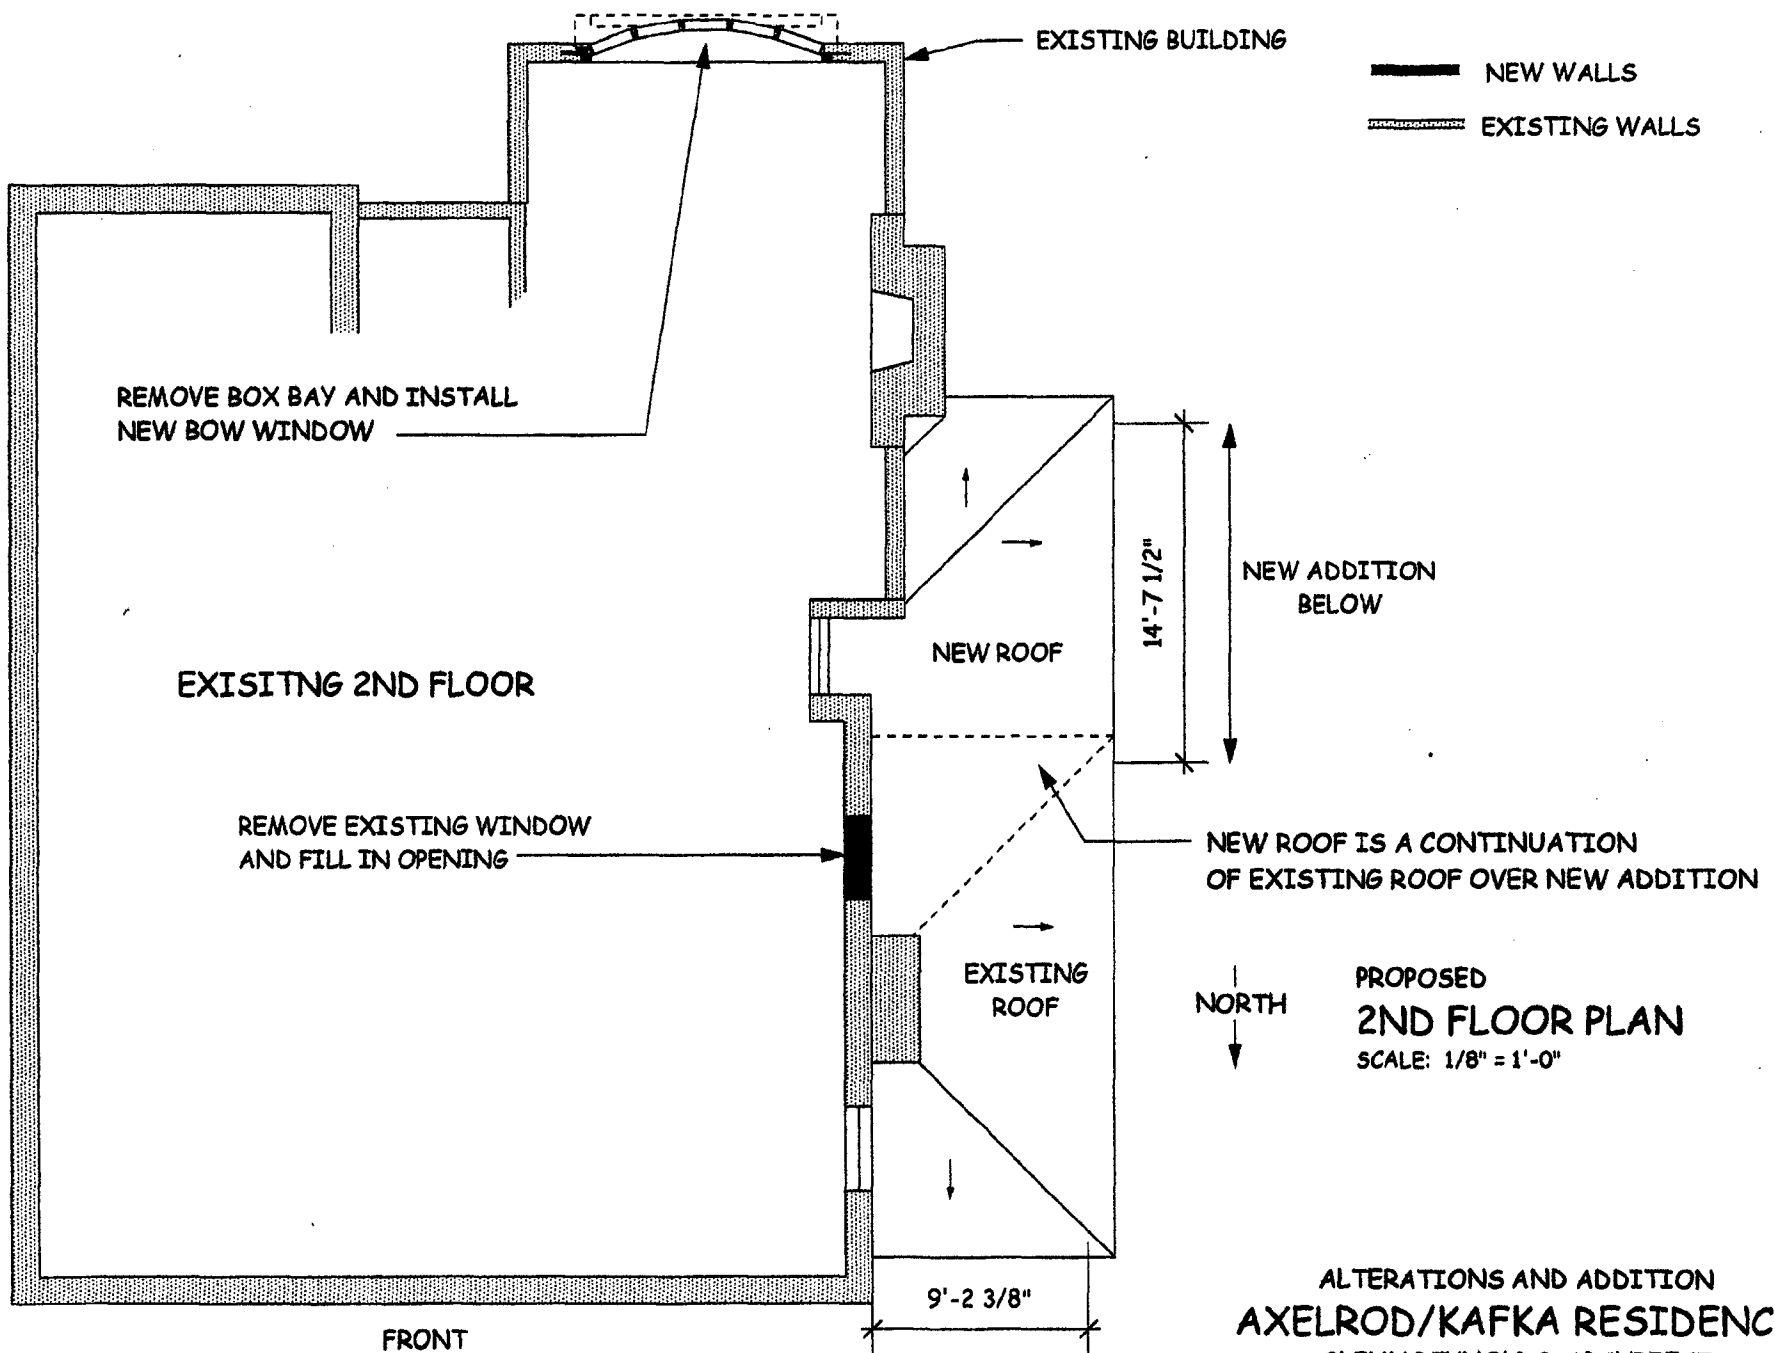 EXISTING BUILDING
NEW WALLS
EXISTING WALLS
REMOVE BOX BAY AND INSTALL
NEW BOW WINDOW
14'-7 1/2"
NEW ADDITION
BELOW
NEW ROOF
EXISITNG 2ND FLOOR
REMOVE EXISTING WINDOW
AND FILL IN OPENING
NEW ROOF IS A CONTINUATION
OF EXISTING ROOF OVER NEW ADDITION
EXISTING
ROOF
NORTH
PROPOSED
2ND FLOOR PLAN
SCALE: 1/8" = 1'-0"
9'-2 3/8"
FRONT
ALTERATIONS AND ADDITION
AXELROD/KAFKA RESIDENC